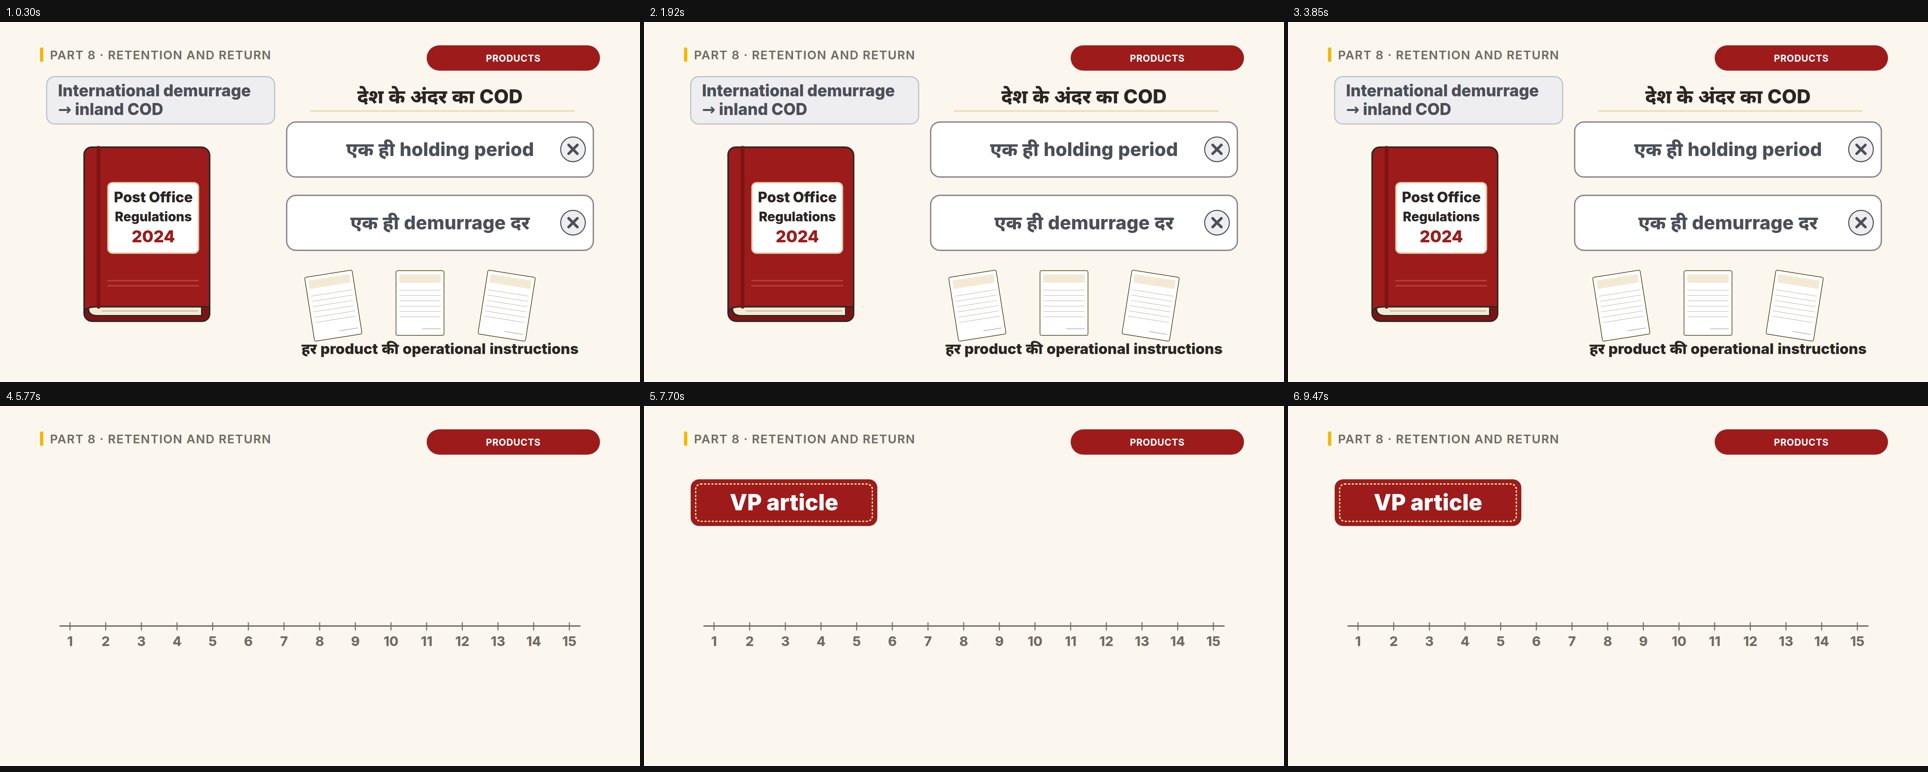 1. 0.30s
PART 8 · RETENTION AND RETURN
PRODUCTS
International demurrage
→ inland COD
देश के अंदर का COD
एक ही holding period
एक ही demurrage दर
Post Office
Regulations
2024
हर product की operational instructions
2. 1.92s
PART 8 · RETENTION AND RETURN
PRODUCTS
International demurrage
→ inland COD
देश के अंदर का COD
एक ही holding period
एक ही demurrage दर
Post Office
Regulations
2024
हर product की operational instructions
3. 3.85s
PART 8 · RETENTION AND RETURN
PRODUCTS
International demurrage
→ inland COD
देश के अंदर का COD
एक ही holding period
एक ही demurrage दर
Post Office
Regulations
2024
हर product की operational instructions
4. 5.77s
PART 8 · RETENTION AND RETURN
PRODUCTS
1 2 3 4 5 6 7 8 9 10 11 12 13 14 15
5. 7.70s
PART 8 · RETENTION AND RETURN
PRODUCTS
VP article
1 2 3 4 5 6 7 8 9 10 11 12 13 14 15
6. 9.47s
PART 8 · RETENTION AND RETURN
PRODUCTS
VP article
1 2 3 4 5 6 7 8 9 10 11 12 13 14 15